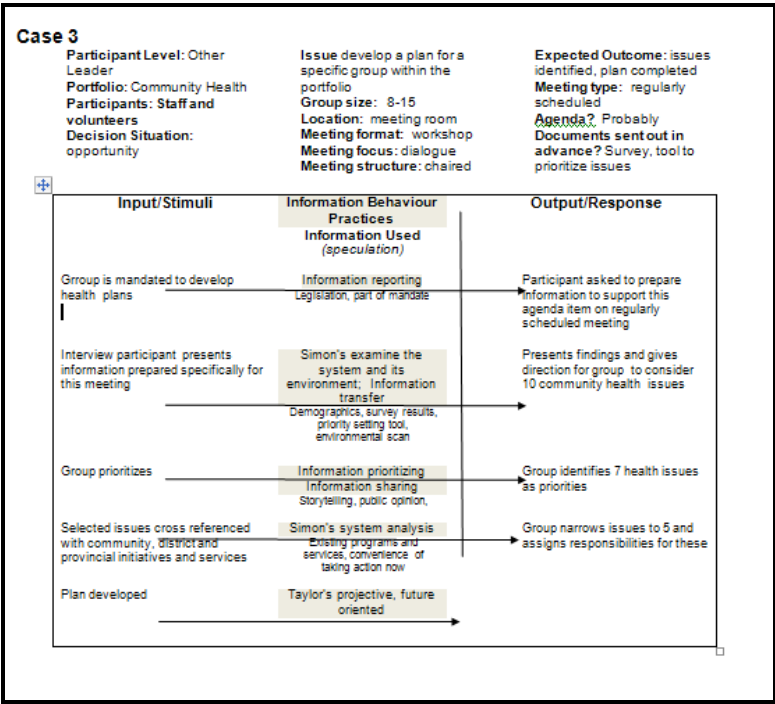 Case 3
Participant Level: Other
Leader
Portfolio: Community Health
Participants: Staff and
volunteers
Decision Situation:
opportunity
Issue develop a plan for a
specific group within the
portfolio
Group size: 8-15
Location: meeting room
Meeting format: workshop
Meeting focus: dialogue
Meeting structure: chaired
Expected Outcome: issues
identified, plan completed
Meeting type: regularly
scheduled
Agenda? Probably
Documents sent out in
advance? Survey, tool to
prioritize issues
Input/Stimuli
Information Behaviour
Practices
Information Used
(speculation)
Output/Response
Grroup is mandated to develop
health plans
Information reporting
Legislation, part of mandate
Participant asked to prepare
information to support this
agenda item on regularly
scheduled meeting
Interview participant presents
information prepared specifically for
this meeting
Simon's examine the
system and its
environment; Information
transfer
Demographics, survey results,
priority setting tool,
environmental scan
Presents findings and gives
direction for group to consider
10 community health issues
Group prioritizes
Information prioritizing
Information sharing
Storytelling, public opinion,
Group identifies 7 health issues
as priorities
Selected issues cross referenced
with community, district and
provincial initiatives and services
Simon's system analysis
Existing programs and
services, convenience of
taking action now
Group narrows issues to 5 and
assigns responsibilities for these
Plan developed
Taylor's projective, future
oriented